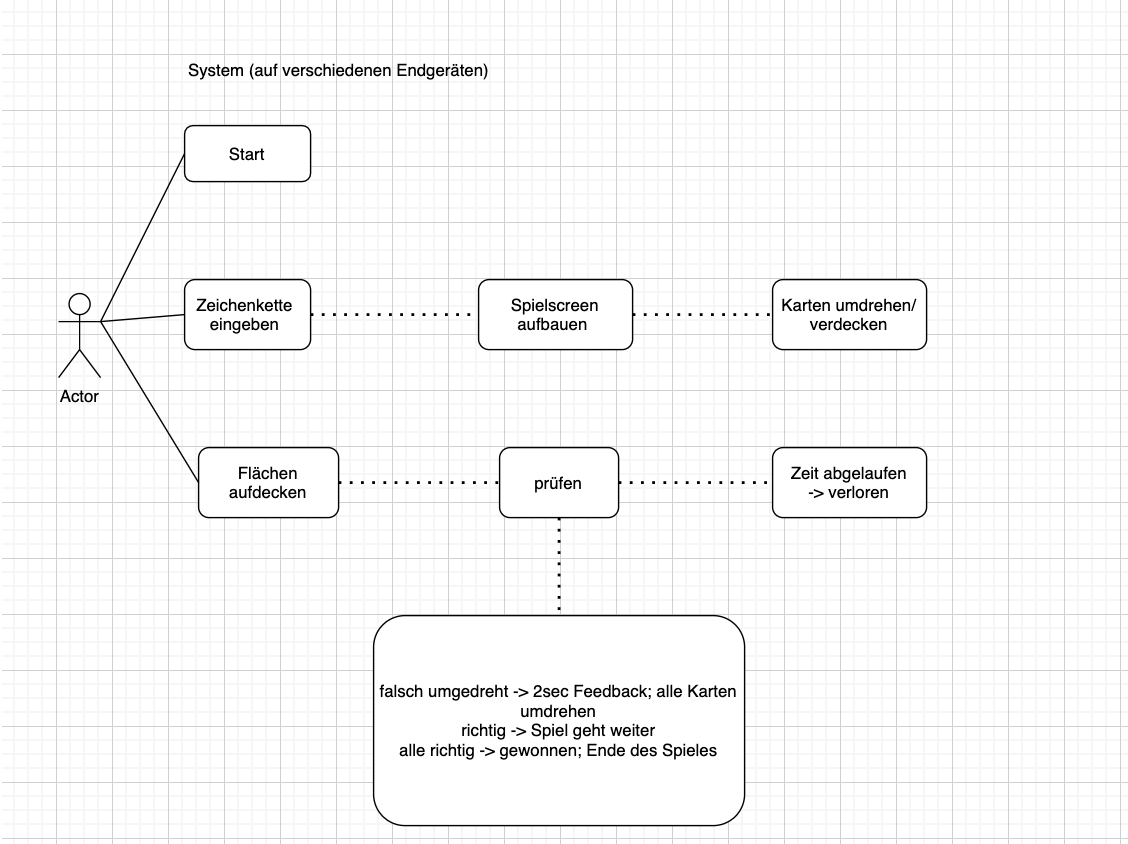 System (auf verschiedenen Endgeräten)
Start
Zeichenkette
eingeben
Spielscreen
aufbauen
Karten umdrehen/
verdecken
Actor
Flächen
aufdecken
prüfen
Zeit abgelaufen
-> verloren
falsch umgedreht -> 2sec Feedback; alle Karten
umdrehen
richtig -> Spiel geht weiter
alle richtig -> gewonnen; Ende des Spieles